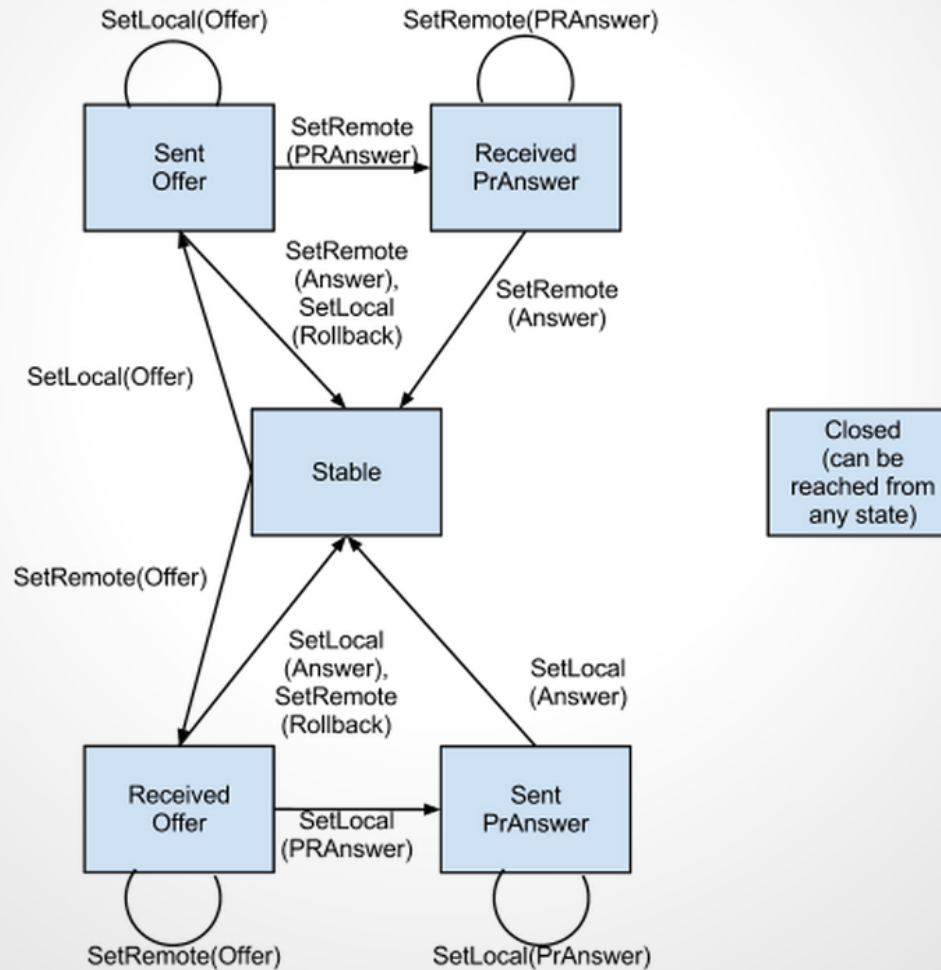 SetLocal(Offer)
SetRemote(PRAnswer)
Sent
Offer
SetRemote
(PRAnswer)
Received
PrAnswer
SetRemote
(Answer),
SetLocal
(Rollback)
SetRemote
(Answer)
SetLocal(Offer)
Stable
Closed
(can be
reached from
any state)
SetRemote(Offer)
SetLocal
(Answer),
SetRemote
(Rollback)
SetLocal
(Answer)
Received
Offer
SetLocal
(PRAnswer)
Sent
PrAnswer
SetRemote(Offer)
SetLocal(PrAnswer)